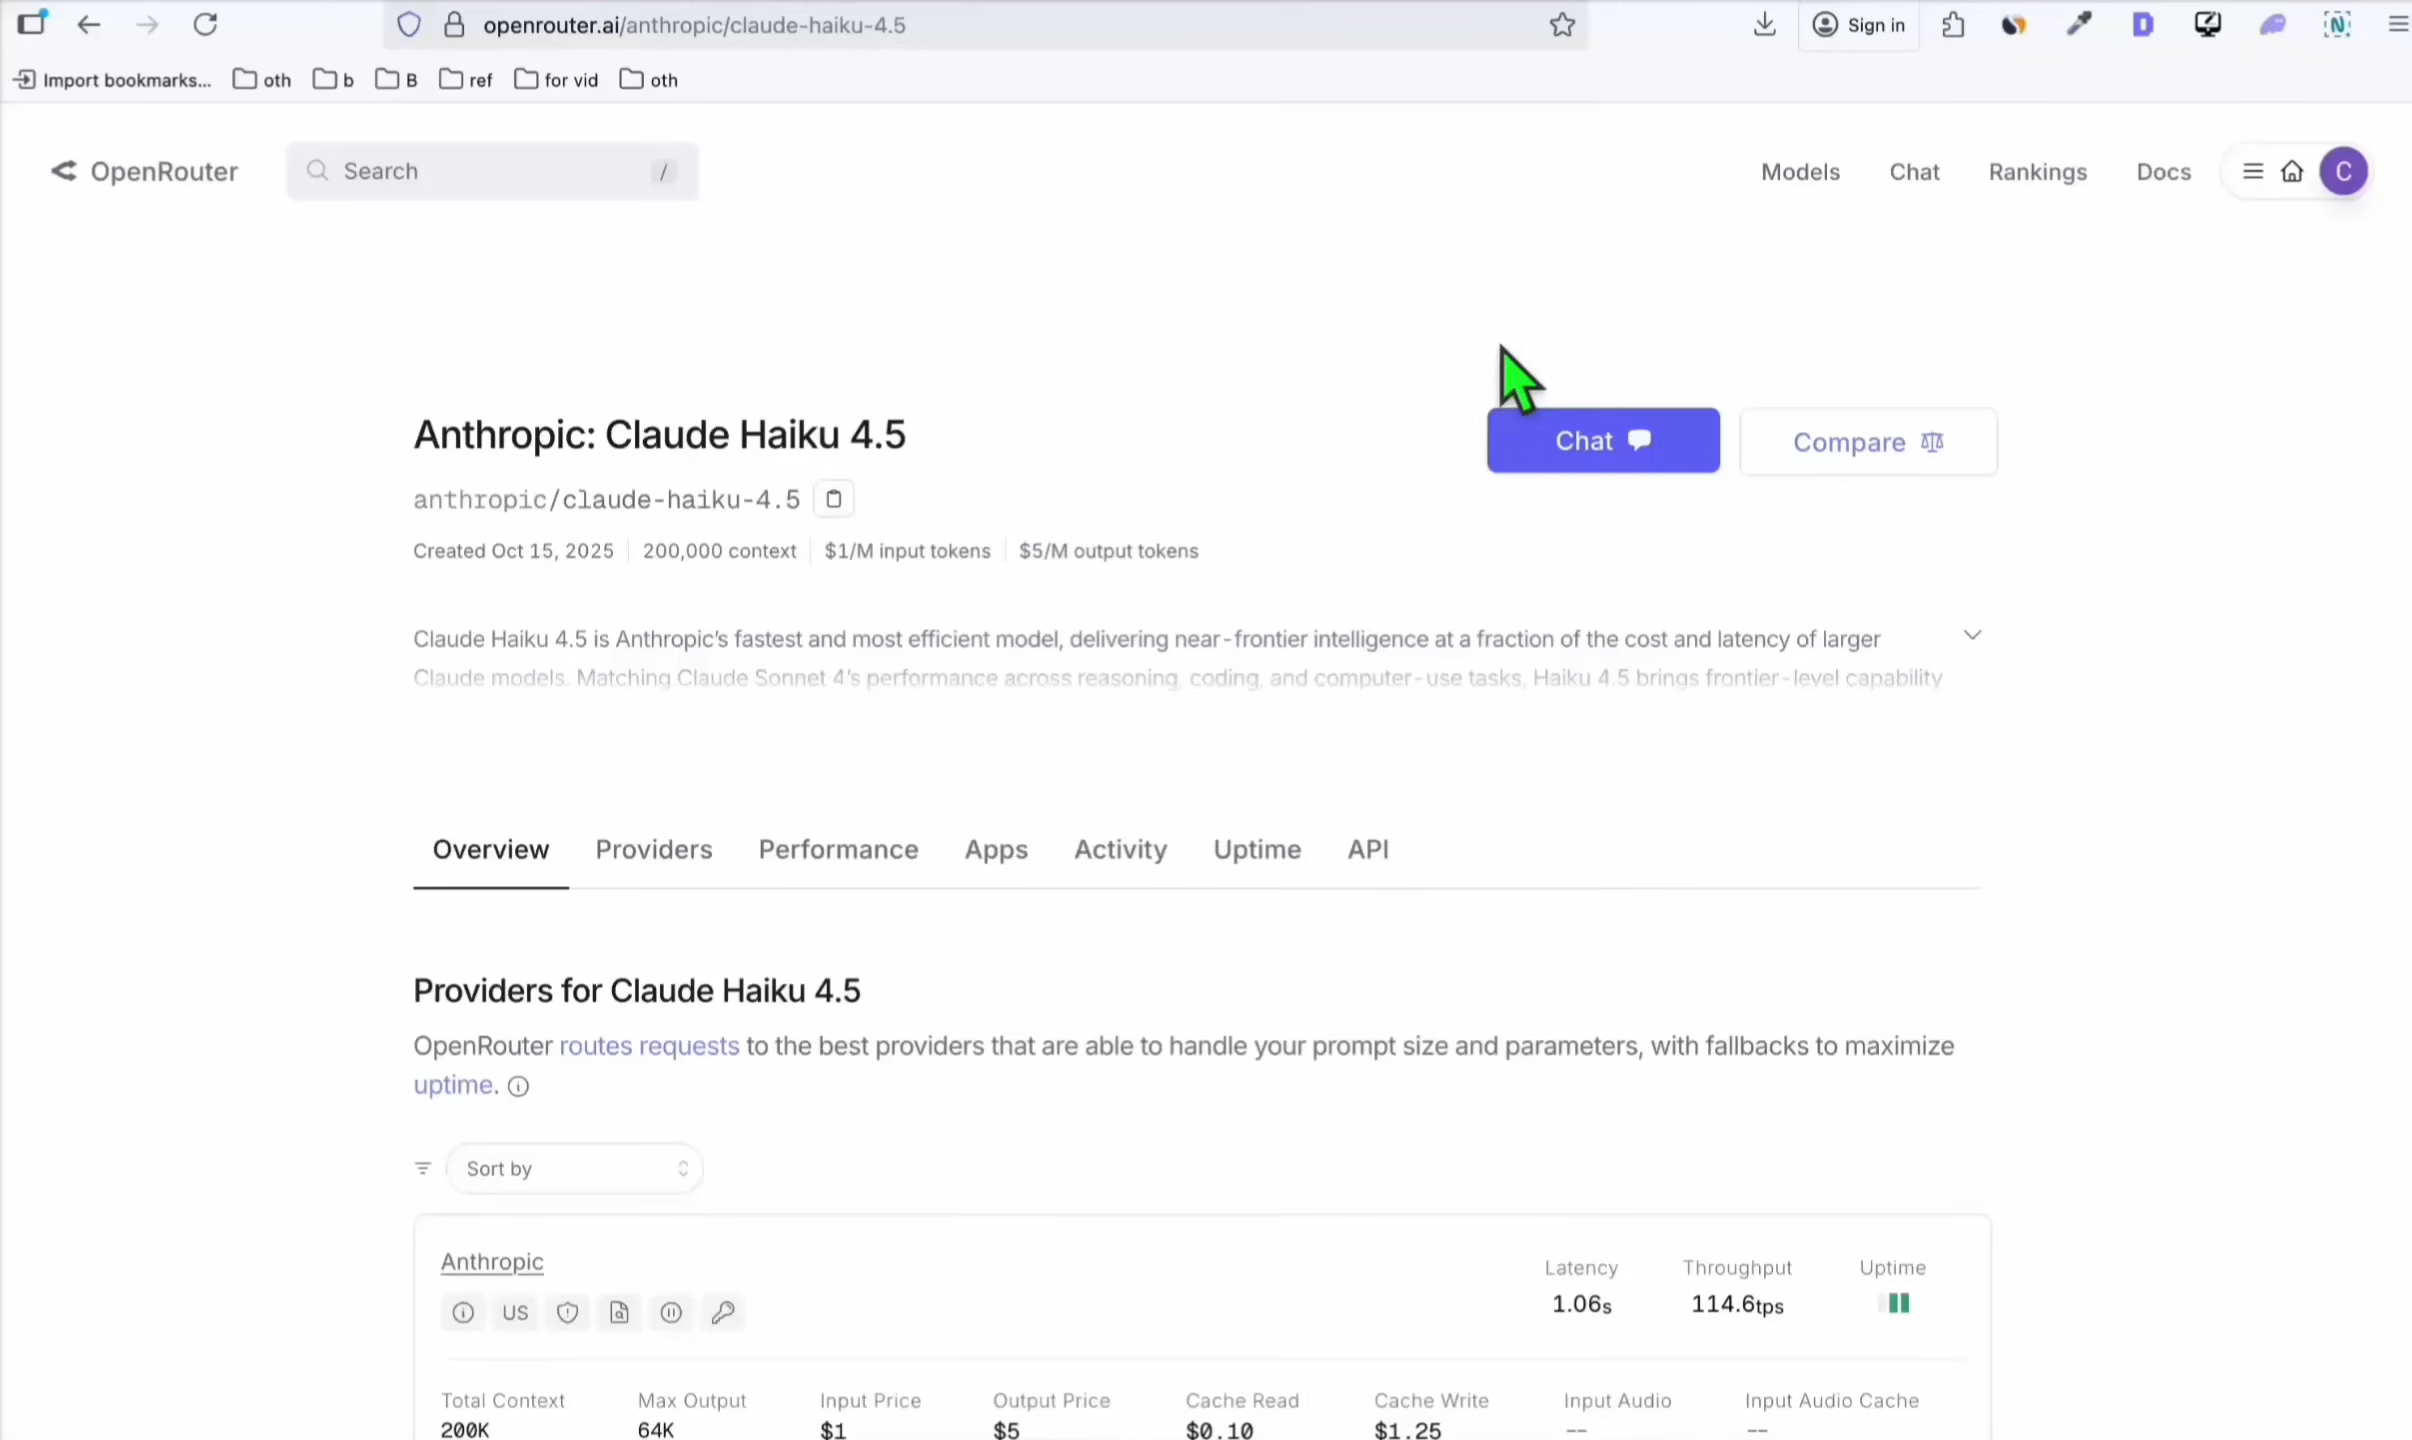 openrouter.ai/anthropic/claude-haiku-4.5
Sign in
Import bookmarks...
oth
b
B
ref
for vid
oth
OpenRouter
Search
/
Models
Chat
Rankings
Docs
C
Anthropic: Claude Haiku 4.5
Chat
Compare
anthropic/claude-haiku-4.5
Created Oct 15, 2025
200,000 context
$1/M input tokens
$5/M output tokens
Claude Haiku 4.5 is Anthropic's fastest and most efficient model, delivering near-frontier intelligence at a fraction of the cost and latency of larger
Claude models. Matching Claude Sonnet 4's performance across reasoning, coding, and computer-use tasks, Haiku 4.5 brings frontier-level capability
Overview
Providers
Performance
Apps
Activity
Uptime
API
Providers for Claude Haiku 4.5
OpenRouter routes requests to the best providers that are able to handle your prompt size and parameters, with fallbacks to maximize
uptime.
Sort by
Anthropic
US
Latency
1.06s
Throughput
114.6tps
Uptime
Total Context
200K
Max Output
64K
Input Price
$1
Output Price
$5
Cache Read
$0.10
Cache Write
$1.25
Input Audio
--
Input Audio Cache
--